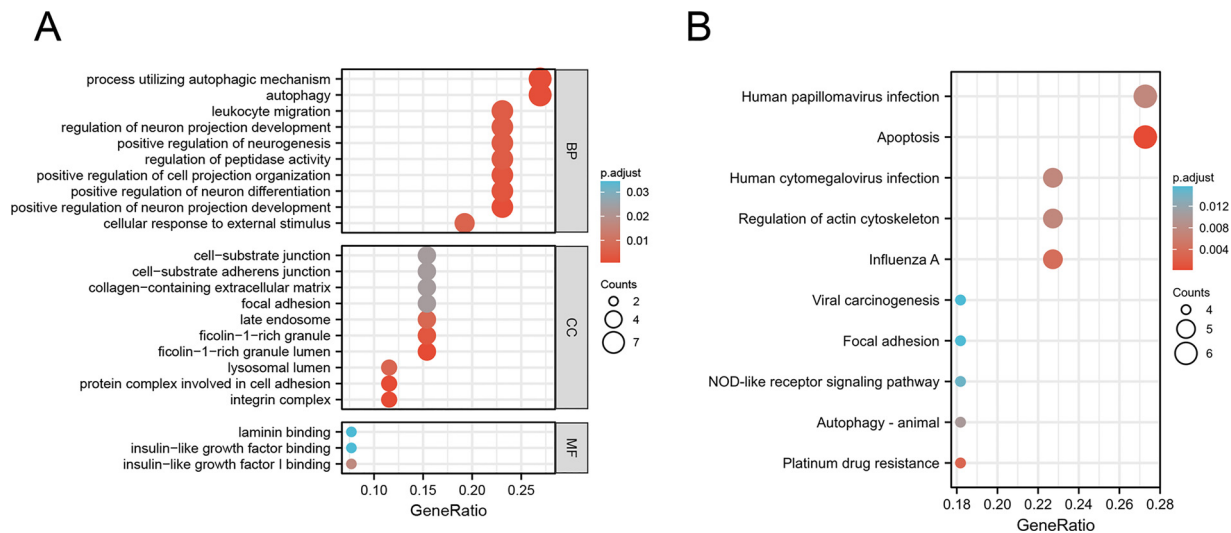 A
process utilizing autophagic mechanism
autophagy
leukocyte migration
regulation of neuron projection development
positive regulation of neurogenesis
regulation of peptidase activity
positive regulation of cell projection organization
positive regulation of neuron differentiation
positive regulation of neuron projection development
cellular response to external stimulus
BP
cell−substrate junction
cell−substrate adherens junction
collagen−containing extracellular matrix
focal adhesion
late endosome
ficolin−1−rich granule
ficolin−1−rich granule lumen
lysosomal lumen
protein complex involved in cell adhesion
integrin complex
CC
laminin binding
insulin−like growth factor binding
insulin−like growth factor I binding
MF
0.10 0.15 0.20 0.25
GeneRatio
p.adjust
0.03
0.02
0.01
Counts
2
4
7
B
Human papillomavirus infection
Apoptosis
Human cytomegalovirus infection
Regulation of actin cytoskeleton
Influenza A
Viral carcinogenesis
Focal adhesion
NOD-like receptor signaling pathway
Autophagy - animal
Platinum drug resistance
0.18 0.20 0.22 0.24 0.26 0.28
GeneRatio
p.adjust
0.012
0.008
0.004
Counts
4
5
6